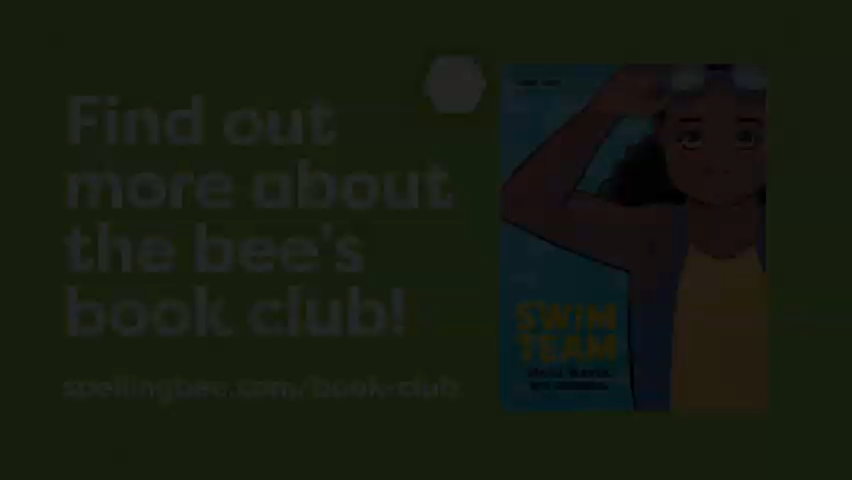 Find out
more about
the bee's
book club!
spellingbee.com/book-club
SWIM
TEAM